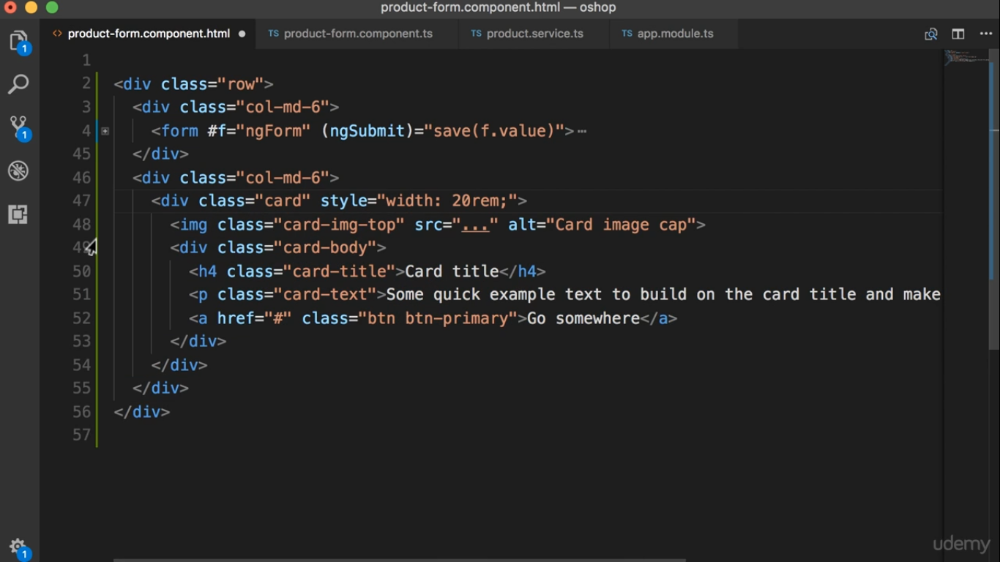 product-form.component.html — oshop
<> product-form.component.html ● TS product-form.component.ts TS product.service.ts TS app.module.ts
1
2 <div class="row">
3 <div class="col-md-6">
4 <form #f="ngForm" (ngSubmit)="save(f.value)">⋯
45 </div>
46 <div class="col-md-6">
47 <div class="card" style="width: 20rem;">
48 <img class="card-img-top" src="..." alt="Card image cap">
49 <div class="card-body">
50 <h4 class="card-title">Card title</h4>
51 <p class="card-text">Some quick example text to build on the card title and make
52 <a href="#" class="btn btn-primary">Go somewhere</a>
53 </div>
54 </div>
55 </div>
56 </div>
57
1
1
1
udemy